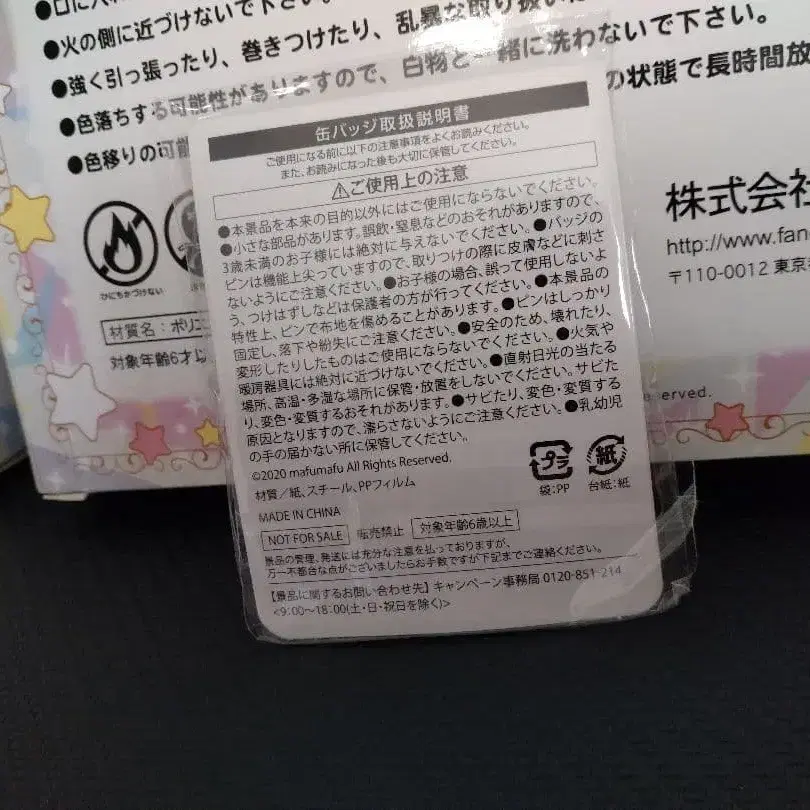 ●火の側に近づけないで下さい。
●強く引っ張ったり、巻きつけたり、乱暴な取り扱い
●色落ちする可能性がありますので、白物と一緒に洗わないで下さい。
●色移りの可能
の状態で長時間放
かにちかづけない
材質名：ポリエ
対象年齢6才以
株式会社
http://www.fan
〒110-0012 東京
served.
缶バッジ取扱説明書
ご使用になる前に以下の注意事項をよくお読みください。
また、お読みになった後も大切に保管してください。
⚠ご使用上の注意
●本景品を本来の目的以外にはご使用にならないでください。
●小さな部品があります。誤飲・窒息などのおそれがありますので、
3歳未満のお子様には絶対に与えないでください。●バッジの
ピンは機能上尖っていますので、取りつけの際に皮膚などに刺さ
ないようにご注意ください。●お子様の場合、誤って使用しないよ
う、つけはずしなどは保護者の方が行ってください。●本景品の
特性上、ピンで布地を傷めることがあります。●ピンはしっかり
固定し、落下や紛失にご注意ください。●安全のため、壊れたり、
変形したりしたものはご使用にならないでください。●火気や
暖房器具には絶対に近づけないでください。●直射日光の当たる
場所、高温・多湿な場所に保管・放置をしないでください。サビた
り、変色・変質するおそれがあります。●サビたり、変色・変質する
原因となりますので、濡らさないようにご注意ください。●乳幼児
の手の届かない所に保管してください。
©2020 mafumafu All Rights Reserved.
材質／紙、スチール、PPフィルム
MADE IN CHINA
プラ
袋:PP
紙
台紙:紙
NOT FOR SALE 販売禁止 対象年齢6歳以上
景品の管理、発送には充分な注意を払っておりますが、
万一不都合な点がございましたらお手数ですが下記までご連絡ください。
【景品に関するお問い合わせ先】キャンペーン事務局 0120-851-214
<9:00〜18:00(土・日・祝日を除く)>